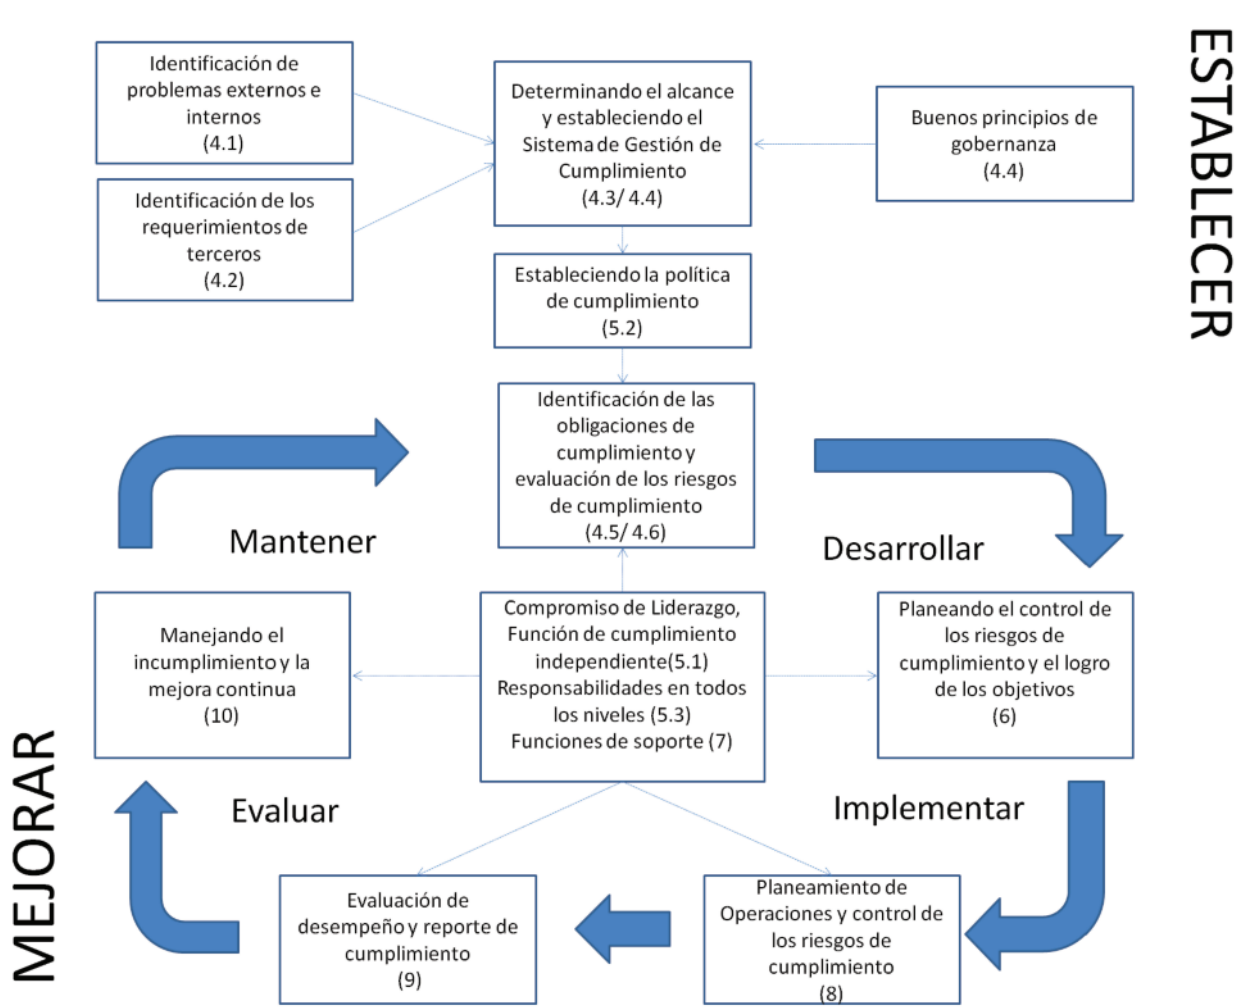 Identificación de
problemas externos e
internos
(4.1)
Identificación de los
requerimientos de
terceros
(4.2)
Determinando el alcance
y estableciendo el
Sistema de Gestión de
Cumplimiento
(4.3/ 4.4)
Buenos principios de
gobernanza
(4.4)
ESTABLECER
Estableciendo la política
de cumplimiento
(5.2)
Identificación de las
obligaciones de
cumplimiento y
evaluación de los riesgos
de cumplimiento
(4.5/ 4.6)
Mantener
Desarrollar
Manejando el
incumplimiento y la
mejora continua
(10)
Compromiso de Liderazgo,
Función de cumplimiento
independiente(5.1)
Responsabilidades en todos
los niveles (5.3)
Funciones de soporte (7)
Planeando el control de
los riesgos de
cumplimiento y el logro
de los objetivos
(6)
MEJORAR
Evaluar
Implementar
Evaluación de
desempeño y reporte de
cumplimiento
(9)
Planeamiento de
Operaciones y control de
los riesgos de
cumplimiento
(8)